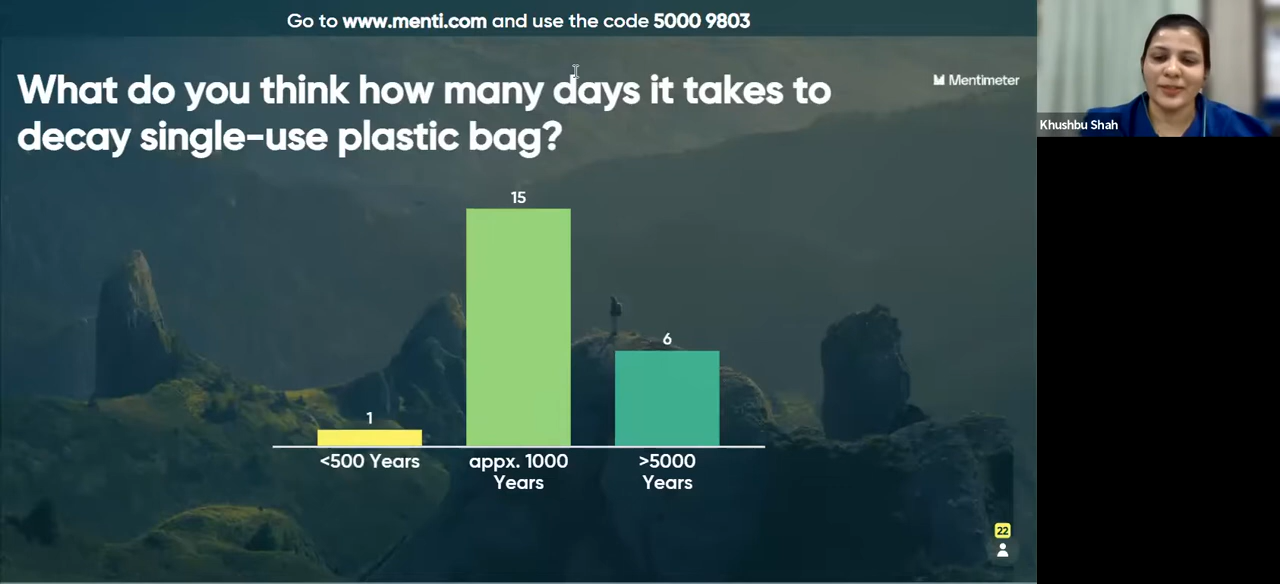 Go to www.menti.com and use the code 5000 9803
What do you think how many days it takes to
decay single-use plastic bag?
Mentimeter
Khushbu Shah
15
6
1
<500 Years
appx. 1000
Years
>5000
Years
22